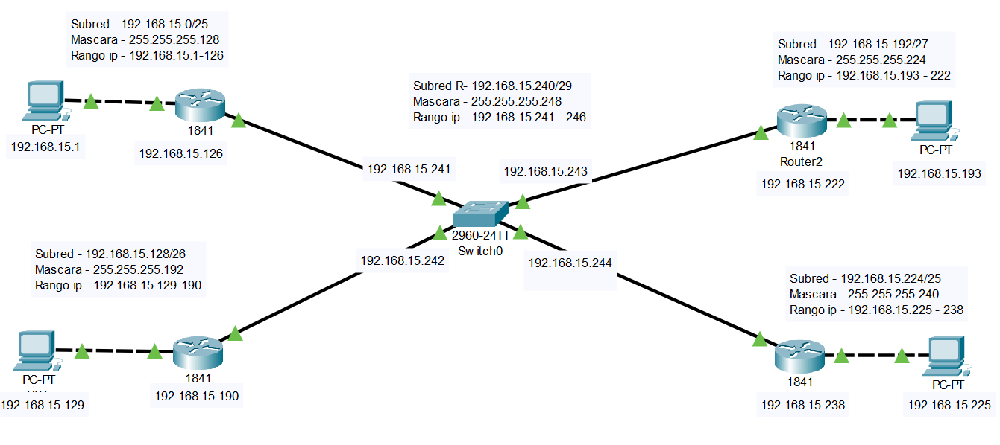 Subred - 192.168.15.0/25
Mascara - 255.255.255.128
Rango ip - 192.168.15.1-126
PC-PT
192.168.15.1
1841
192.168.15.126
Subred R- 192.168.15.240/29
Mascara - 255.255.255.248
Rango ip - 192.168.15.241 - 246
Subred - 192.168.15.192/27
Mascara - 255.255.255.224
Rango ip - 192.168.15.193 - 222
1841
Router2
192.168.15.222
PC-PT
192.168.15.193
192.168.15.241
192.168.15.243
2960-24TT
Switch0
192.168.15.242
192.168.15.244
Subred - 192.168.15.128/26
Mascara - 255.255.255.192
Rango ip - 192.168.15.129-190
PC-PT
192.168.15.129
1841
192.168.15.190
Subred - 192.168.15.224/25
Mascara - 255.255.255.240
Rango ip - 192.168.15.225 - 238
1841
192.168.15.238
PC-PT
192.168.15.225